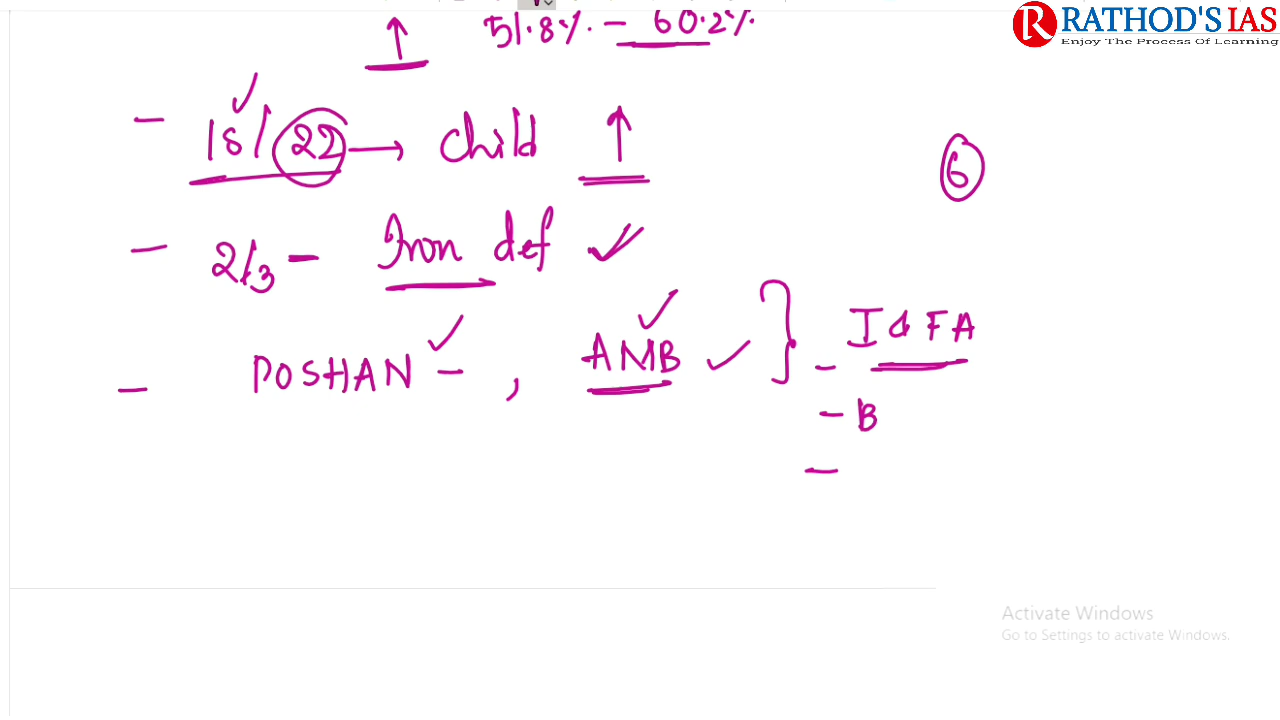 RATHOD'S IAS
Enjoy The Process Of Learning
↑ 51.8% - 60.2%
- 18/22 → child ↑
6
- 2/3 - Iron def ✓
- POSHAN ✓ - , AMB ✓ ✓ } - I & FA
- B
-
Activate Windows
Go to Settings to activate Windows.